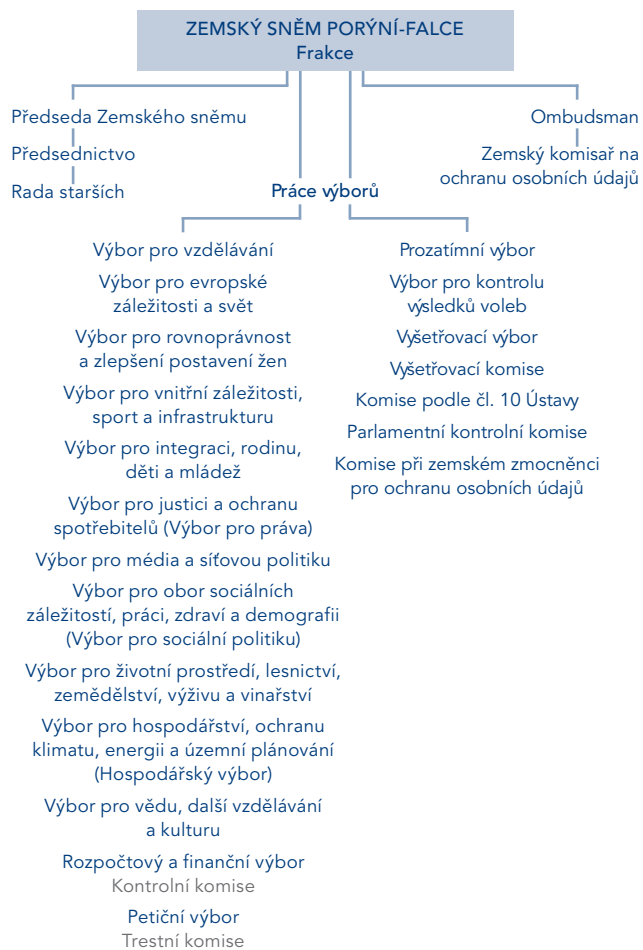 ZEMSKÝ SNĚM PORÝNÍ-FALCE
Frakce
Předseda Zemského sněmu
Předsednictvo
Rada starších
Ombudsman
Zemský komisař na
ochranu osobních údajů
Práce výborů
Výbor pro vzdělávání
Výbor pro evropské
záležitosti a svět
Výbor pro rovnoprávnost
a zlepšení postavení žen
Výbor pro vnitřní záležitosti,
sport a infrastrukturu
Výbor pro integraci, rodinu,
děti a mládež
Výbor pro justici a ochranu
spotřebitelů (Výbor pro práva)
Výbor pro média a síťovou politiku
Výbor pro obor sociálních
záležitostí, práci, zdraví a demografii
(Výbor pro sociální politiku)
Výbor pro životní prostředí, lesnictví,
zemědělství, výživu a vinařství
Výbor pro hospodářství, ochranu
klimatu, energii a územní plánování
(Hospodářský výbor)
Výbor pro vědu, další vzdělávání
a kulturu
Rozpočtový a finanční výbor
Kontrolní komise
Petiční výbor
Trestní komise
Prozatímní výbor
Výbor pro kontrolu
výsledků voleb
Vyšetřovací výbor
Vyšetřovací komise
Komise podle čl. 10 Ústavy
Parlamentní kontrolní komise
Komise při zemském zmocněnci
pro ochranu osobních údajů